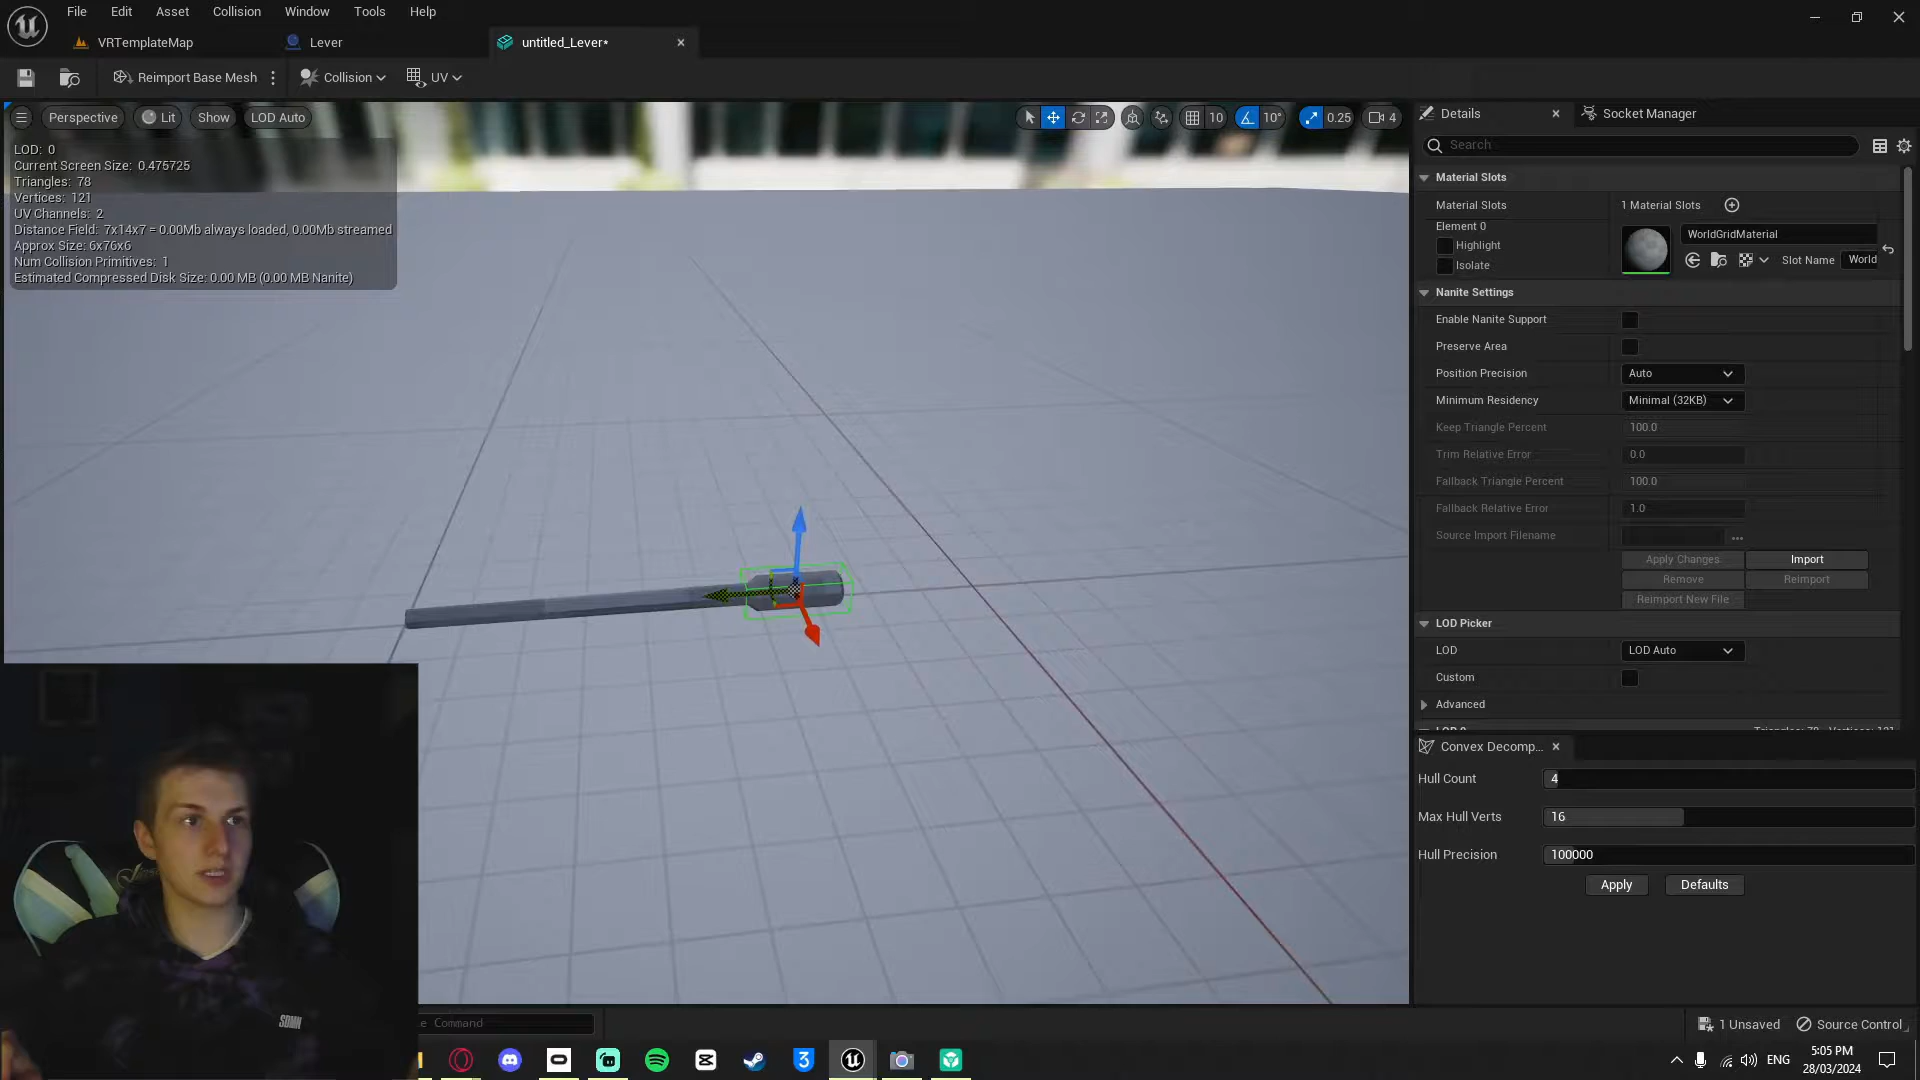 File Edit Asset Collision Window Tools Help
VRTemplateMap Lever untitled_Lever*
Reimport Base Mesh Collision UV
Perspective Lit Show LOD Auto 10 10° 0.25 4
LOD: 0
Current Screen Size: 0.475725
Triangles: 78
Vertices: 121
UV Channels: 2
Distance Field: 7x14x7 = 0.00Mb always loaded, 0.00Mb streamed
Approx Size: 6x76x6
Num Collision Primitives: 1
Estimated Compressed Disk Size: 0.00 MB (0.00 MB Nanite)
Details Socket Manager
Search
Material Slots
Material Slots 1 Material Slots
Element 0
Highlight
Isolate
WorldGridMaterial
Slot Name World
Nanite Settings
Enable Nanite Support
Preserve Area
Position Precision Auto
Minimum Residency Minimal (32KB)
Keep Triangle Percent 100.0
Trim Relative Error 0.0
Fallback Triangle Percent 100.0
Fallback Relative Error 1.0
Source Import Filename ...
Apply Changes Import
Remove Reimport
Reimport New File
LOD Picker
LOD LOD Auto
Custom
Advanced
LOD 0 Triangles: 78 Vertices: 121
Convex Decomp...
Hull Count 4
Max Hull Verts 16
Hull Precision 100000
Apply Defaults
SDMN
Command
1 Unsaved Source Control
ENG
5:05 PM
28/03/2024